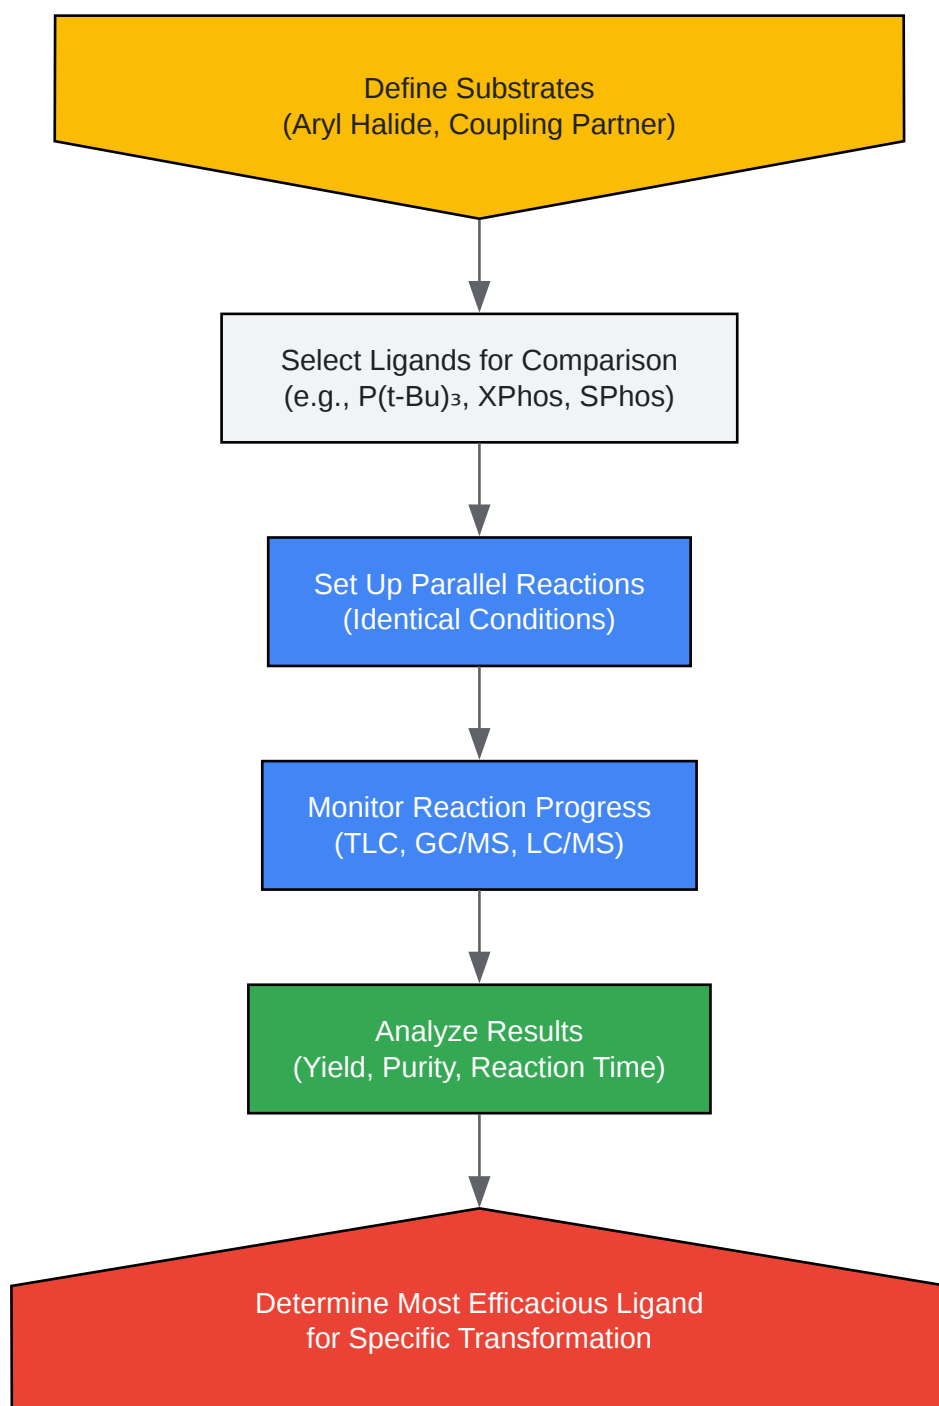 Define Substrates
(Aryl Halide, Coupling Partner)
Select Ligands for Comparison
(e.g., P(t-Bu)₃, XPhos, SPhos)
Set Up Parallel Reactions
(Identical Conditions)
Monitor Reaction Progress
(TLC, GC/MS, LC/MS)
Analyze Results
(Yield, Purity, Reaction Time)
Determine Most Efficacious Ligand
for Specific Transformation